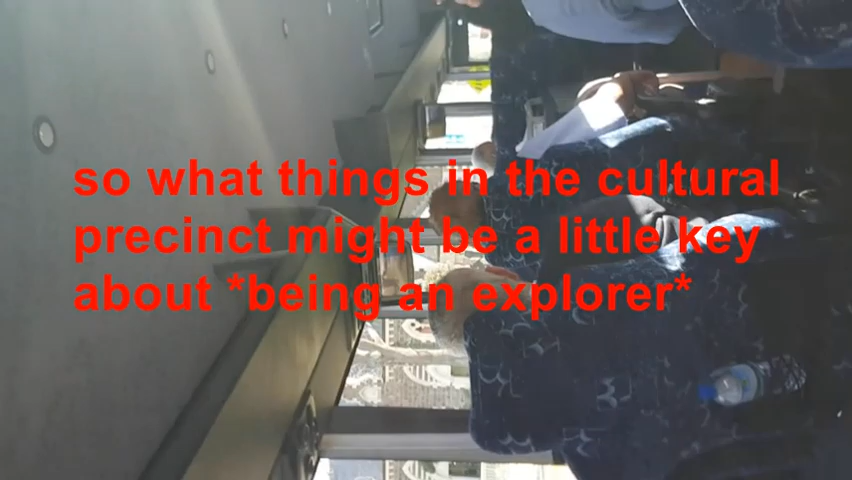 so what things in the cultural
precinct might be a little key
about *being an explorer*